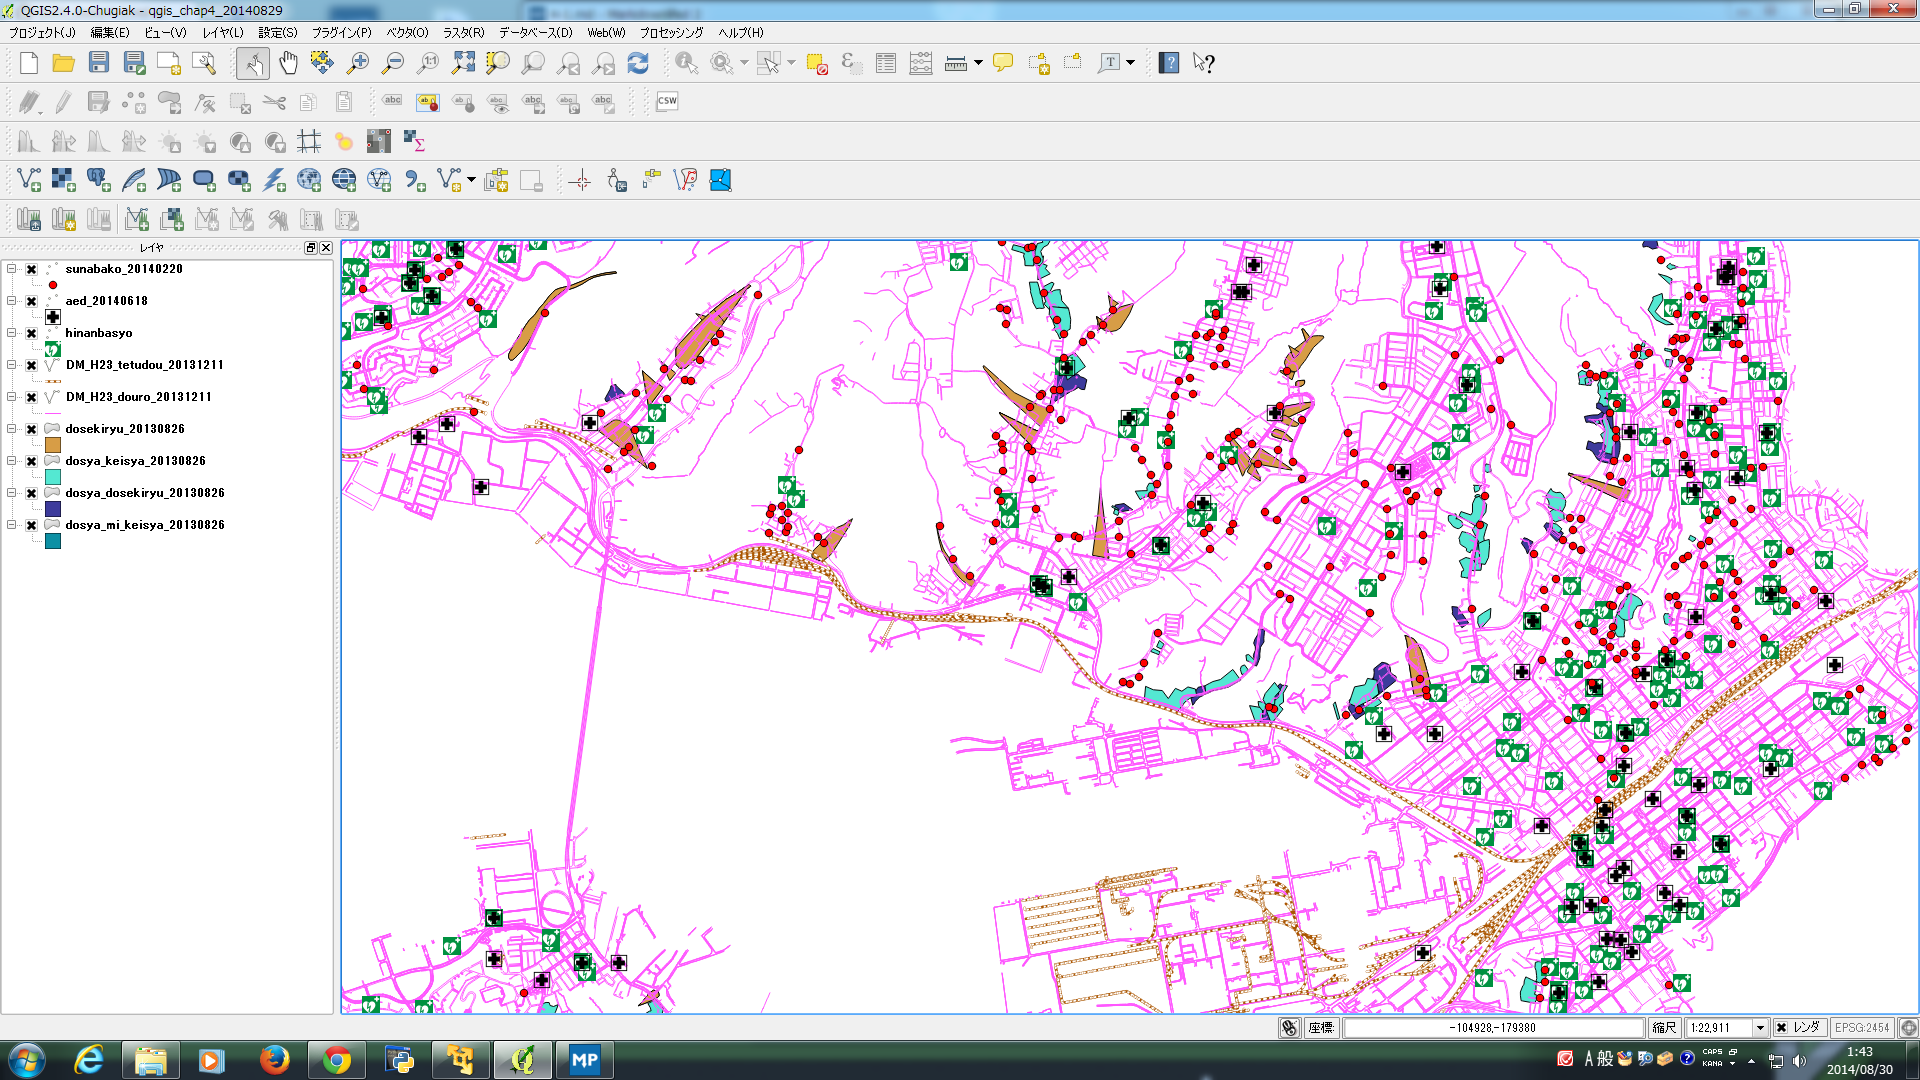 QGIS2.4.0-Chugiak - qgis_chap4_20140829
プロジェクト(J) 編集(E) ビュー(V) レイヤ(L) 設定(S) プラグイン(P) ベクタ(O) ラスタ(R) データベース(D) Web(W) プロセッシング ヘルプ(H)
CSW
レイヤ
sunabako_20140220
aed_20140618
hinanbasyo
DM_H23_tetudou_20131211
DM_H23_douro_20131211
dosekiryu_20130826
dosya_keisya_20130826
dosya_dosekiryu_20130826
dosya_mi_keisya_20130826
座標: -104928,-179380 縮尺 1:22,911 レンダ EPSG:2454
MP
A 般 CAPS KANA
1:43
2014/08/30